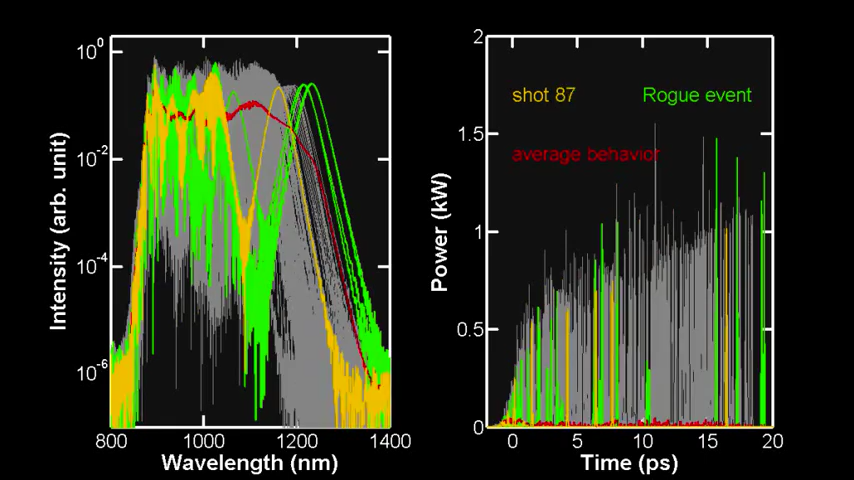 10^0
10^-2
10^-4
10^-6
Intensity (arb. unit)
800 1000 1200 1400
Wavelength (nm)
2
1.5
1
0.5
0
Power (kW)
shot 87 Rogue event
average behavior
0 5 10 15 20
Time (ps)